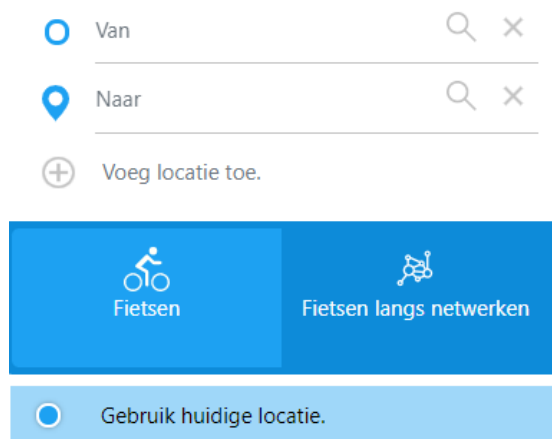 Van
Naar
Voeg locatie toe.
Fietsen
Fietsen langs netwerken
Gebruik huidige locatie.